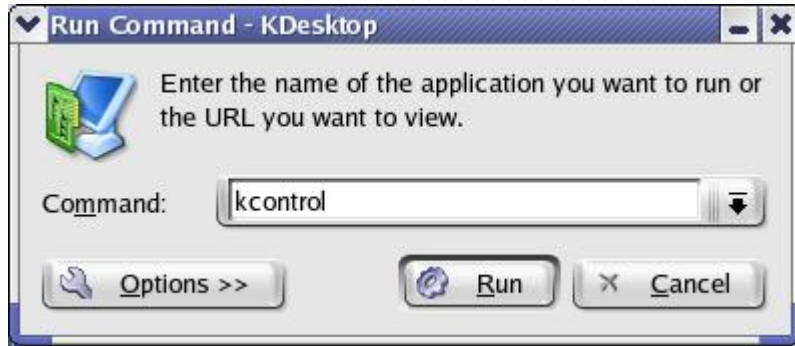 Run Command - KDesktop
Enter the name of the application you want to run or
the URL you want to view.
Command: kcontrol
Options >> Run Cancel